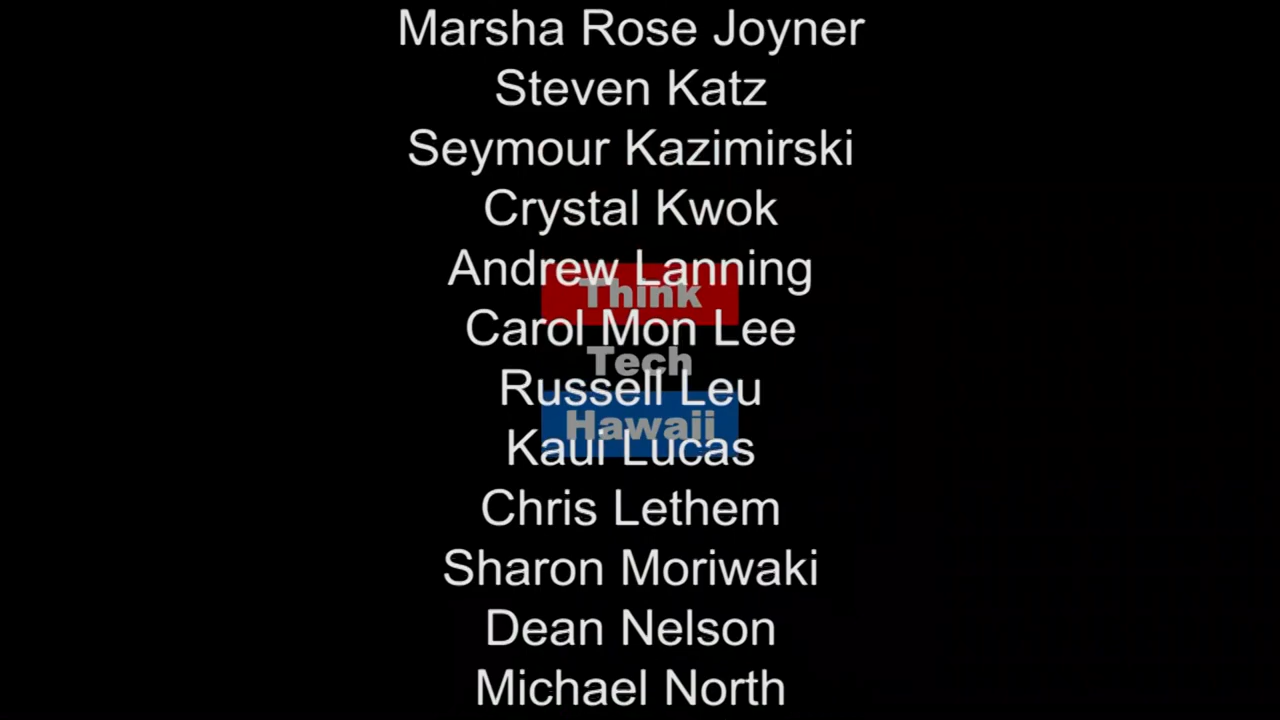 Marsha Rose Joyner
Steven Katz
Seymour Kazimirski
Crystal Kwok
Andrew Lanning
Think
Carol Mon Lee
Tech
Russell Leu
Hawaii
Kaui Lucas
Chris Lethem
Sharon Moriwaki
Dean Nelson
Michael North